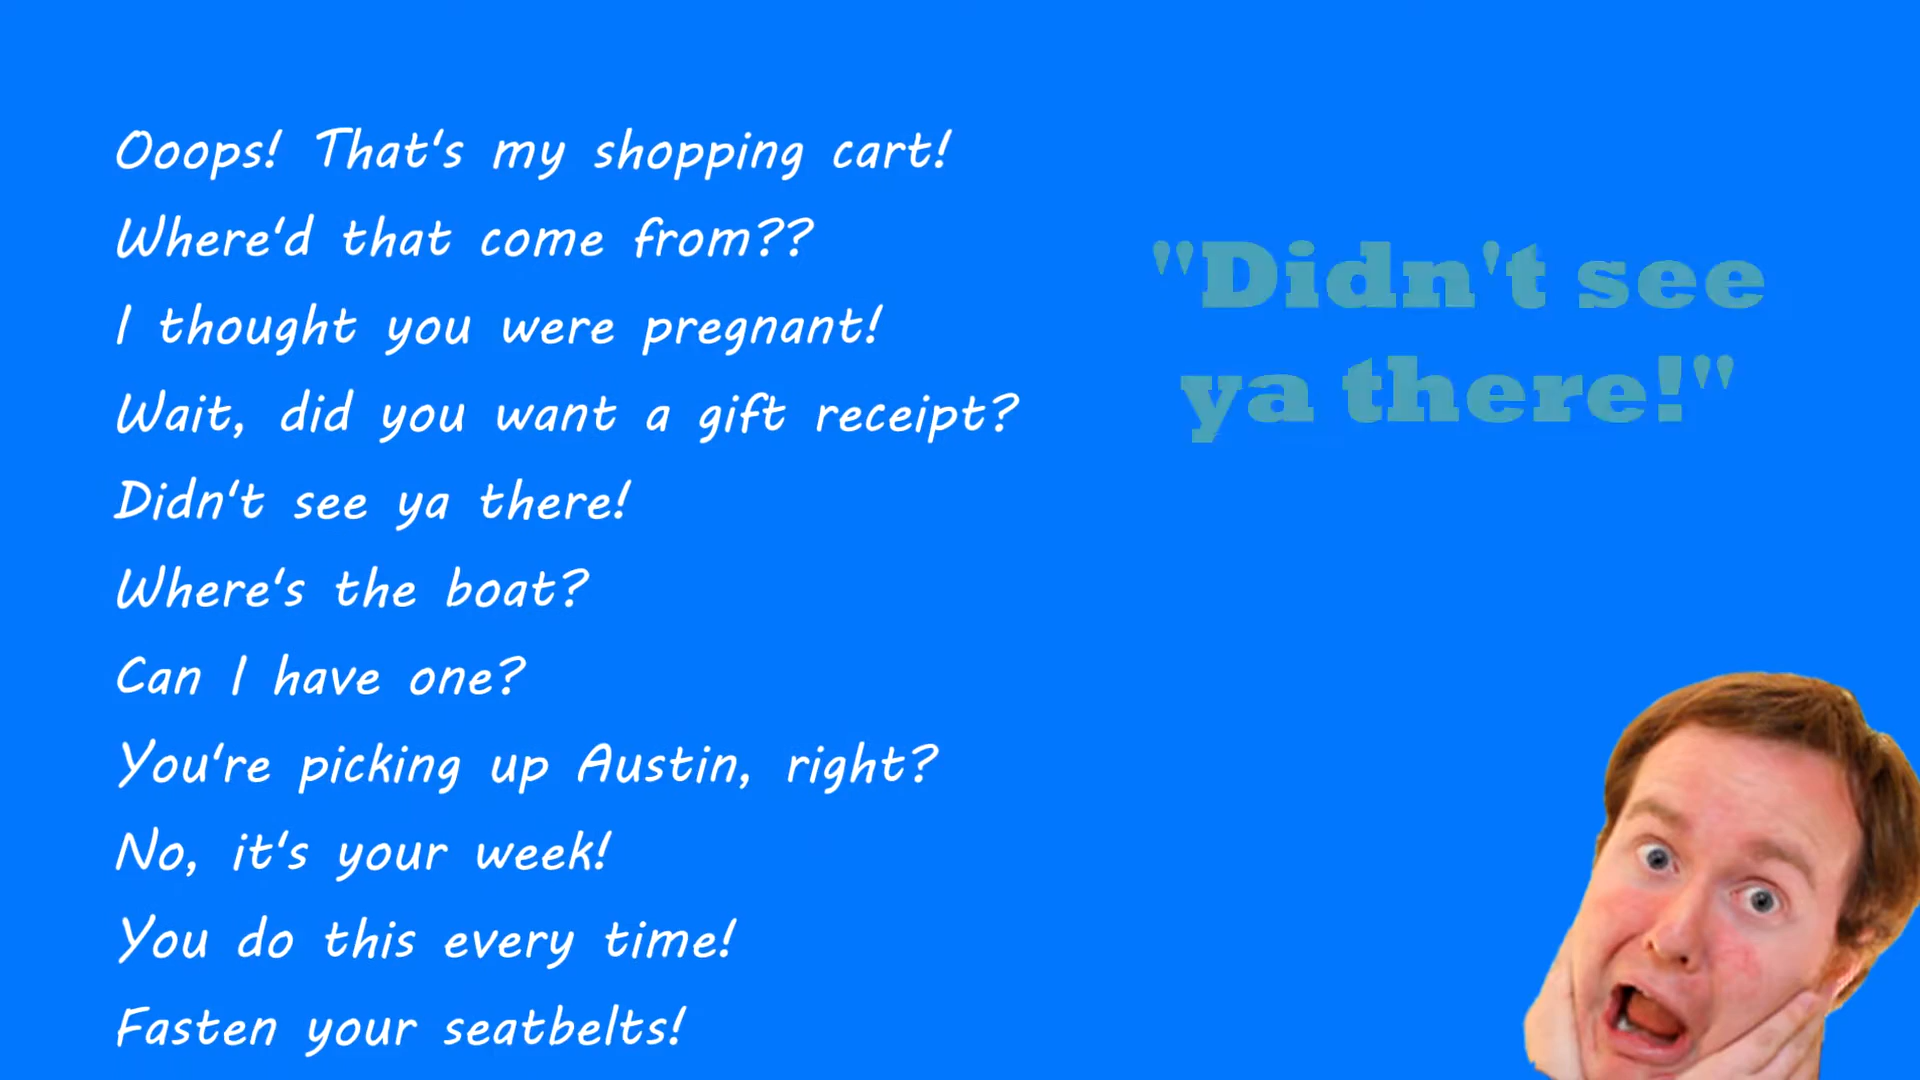 Ooops! That's my shopping cart!
Where'd that come from??
I thought you were pregnant!
Wait, did you want a gift receipt?
Didn't see ya there!
Where's the boat?
Can I have one?
You're picking up Austin, right?
No, it's your week!
You do this every time!
Fasten your seatbelts!
"Didn't see
ya there!"